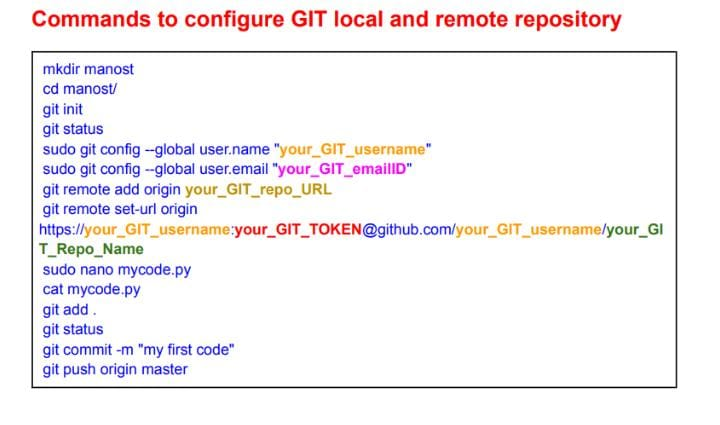 Commands to configure GIT local and remote repository
mkdir manost
cd manost/
git init
git status
sudo git config --global user.name "your_GIT_username"
sudo git config --global user.email "your_GIT_emailID"
git remote add origin your_GIT_repo_URL
git remote set-url origin
https://your_GIT_username:your_GIT_TOKEN@github.com/your_GIT_username/your_GI
T_Repo_Name
sudo nano mycode.py
cat mycode.py
git add .
git status
git commit -m "my first code"
git push origin master